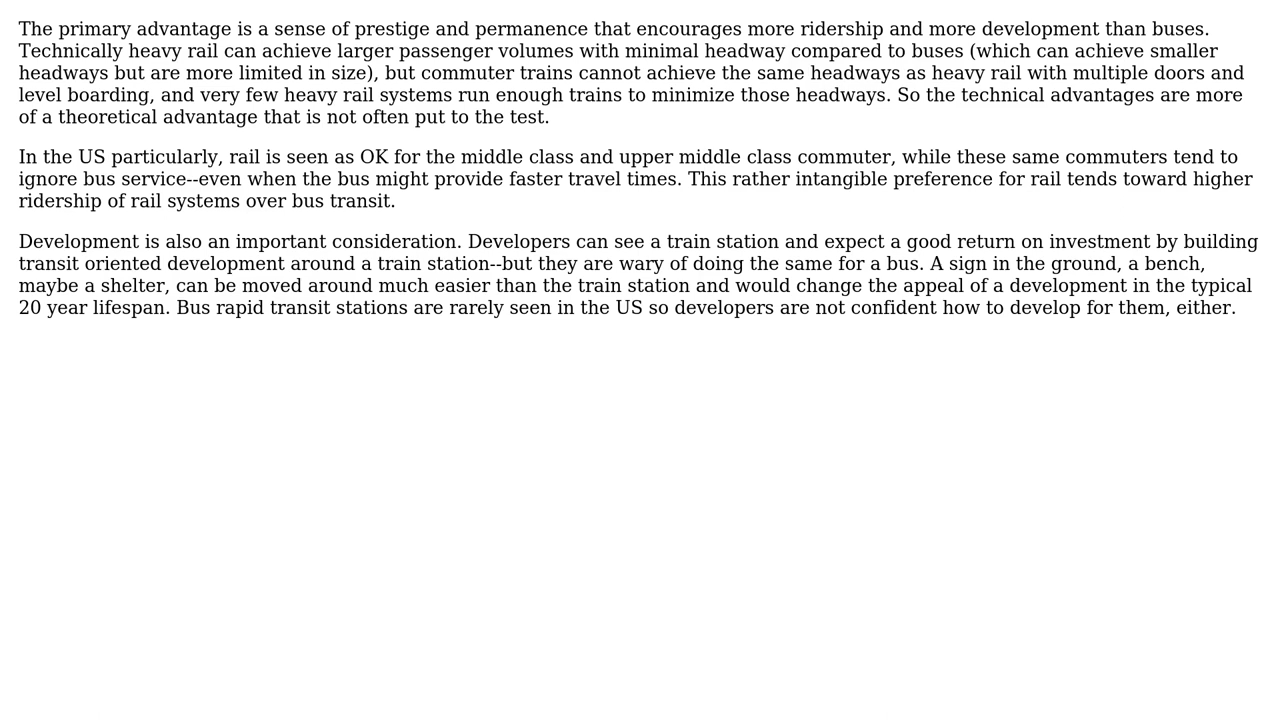 The primary advantage is a sense of prestige and permanence that encourages more ridership and more development than buses.
Technically heavy rail can achieve larger passenger volumes with minimal headway compared to buses (which can achieve smaller
headways but are more limited in size), but commuter trains cannot achieve the same headways as heavy rail with multiple doors and
level boarding, and very few heavy rail systems run enough trains to minimize those headways. So the technical advantages are more
of a theoretical advantage that is not often put to the test.
In the US particularly, rail is seen as OK for the middle class and upper middle class commuter, while these same commuters tend to
ignore bus service--even when the bus might provide faster travel times. This rather intangible preference for rail tends toward higher
ridership of rail systems over bus transit.
Development is also an important consideration. Developers can see a train station and expect a good return on investment by building
transit oriented development around a train station--but they are wary of doing the same for a bus. A sign in the ground, a bench,
maybe a shelter, can be moved around much easier than the train station and would change the appeal of a development in the typical
20 year lifespan. Bus rapid transit stations are rarely seen in the US so developers are not confident how to develop for them, either.